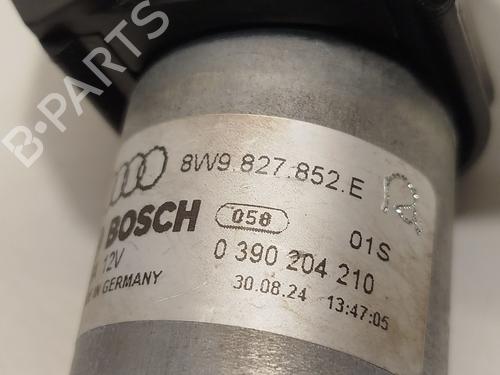 B-PARTS
8W9.827.852.E
BOSCH 058 01S
12V 0 390 204 210
IN GERMANY 30.08.24 13:47:05